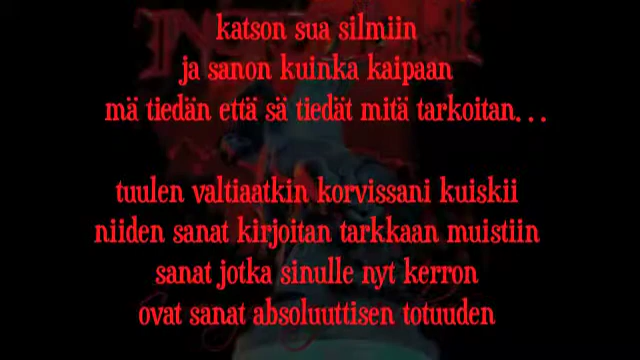 katson sua silmiin
ja sanon kuinka kaipaan
mä tiedän että sä tiedät mitä tarkoitan...
tuulen valtiaatkin korvissani kuiskii
niiden sanat kirjoitan tarkkaan muistiin
sanat jotka sinulle nyt kerron
ovat sanat absoluuttisen totuuden